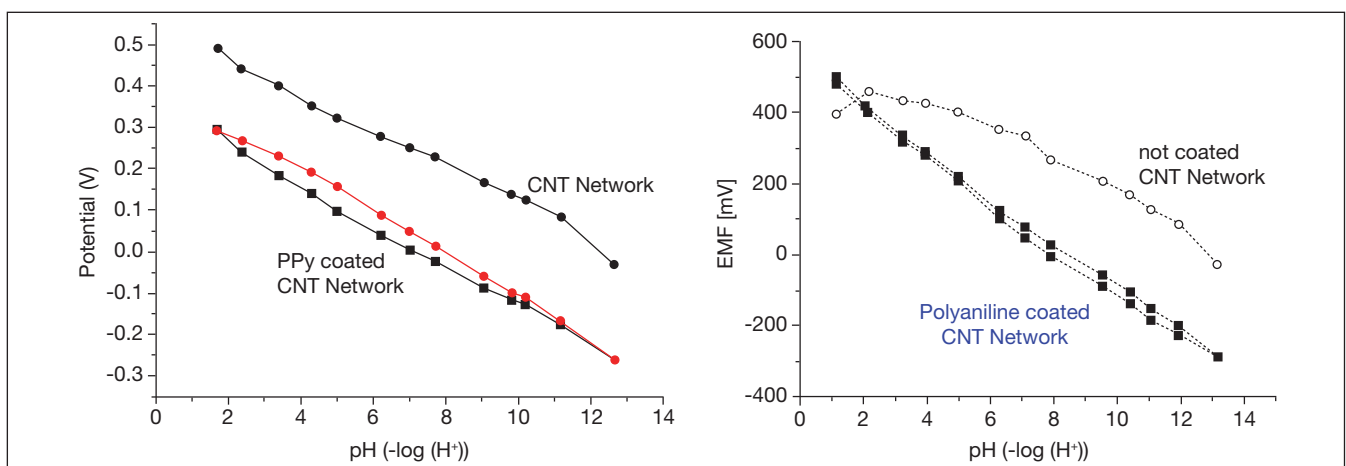 0.5
0.4
0.3
0.2
0.1
0.0
-0.1
-0.2
-0.3
Potential (V)
CNT Network
PPy coated
CNT Network
0 2 4 6 8 10 12 14
pH (-log (H⁺))
600
400
200
0
-200
-400
EMF [mV]
not coated
CNT Network
Polyaniline coated
CNT Network
0 2 4 6 8 10 12 14
pH (-log (H⁺))